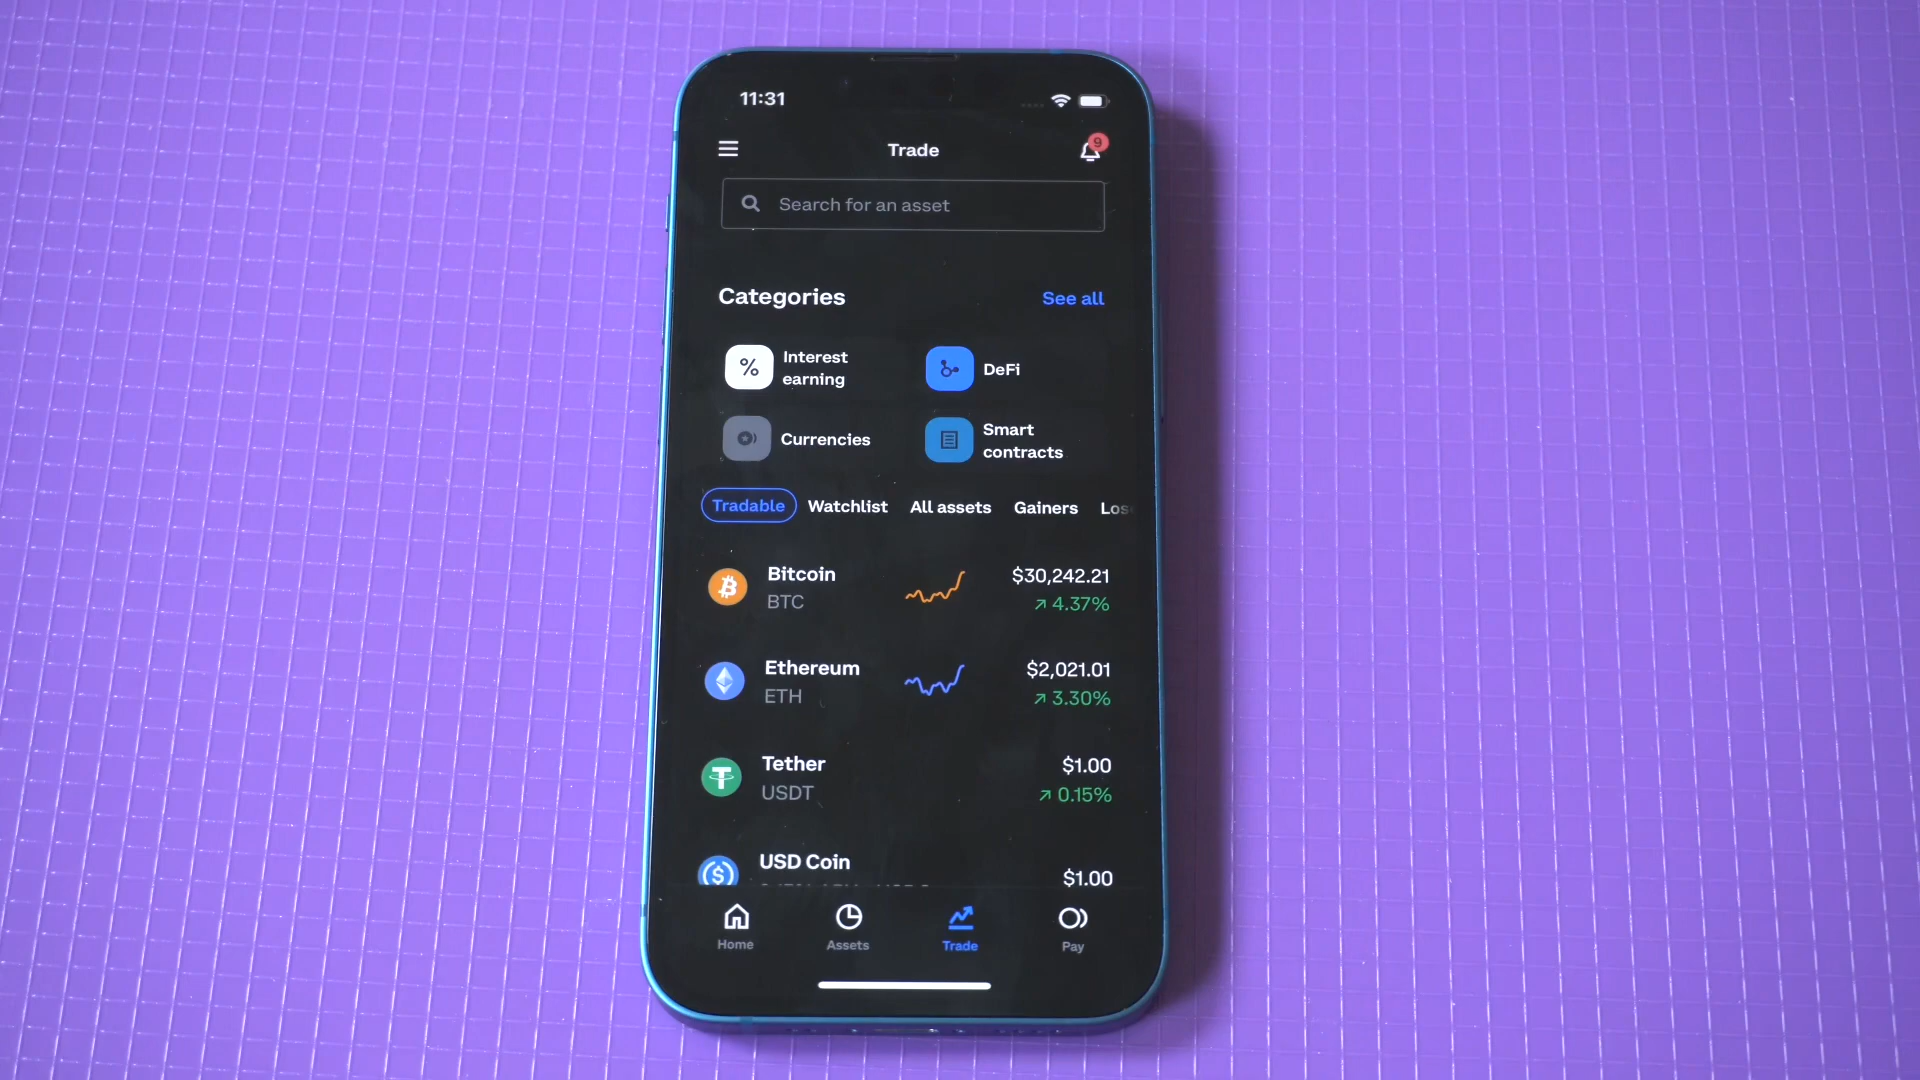 11:31
Trade
9
Search for an asset
Categories
See all
%
Interest
earning
DeFi
Currencies
Smart
contracts
Tradable Watchlist All assets Gainers
Bitcoin
BTC
$30,242.21
↗ 4.37%
Ethereum
ETH
$2,021.01
↗ 3.30%
Tether
USDT
$1.00
↗ 0.15%
USD Coin
$1.00
Home
Assets
Trade
Pay